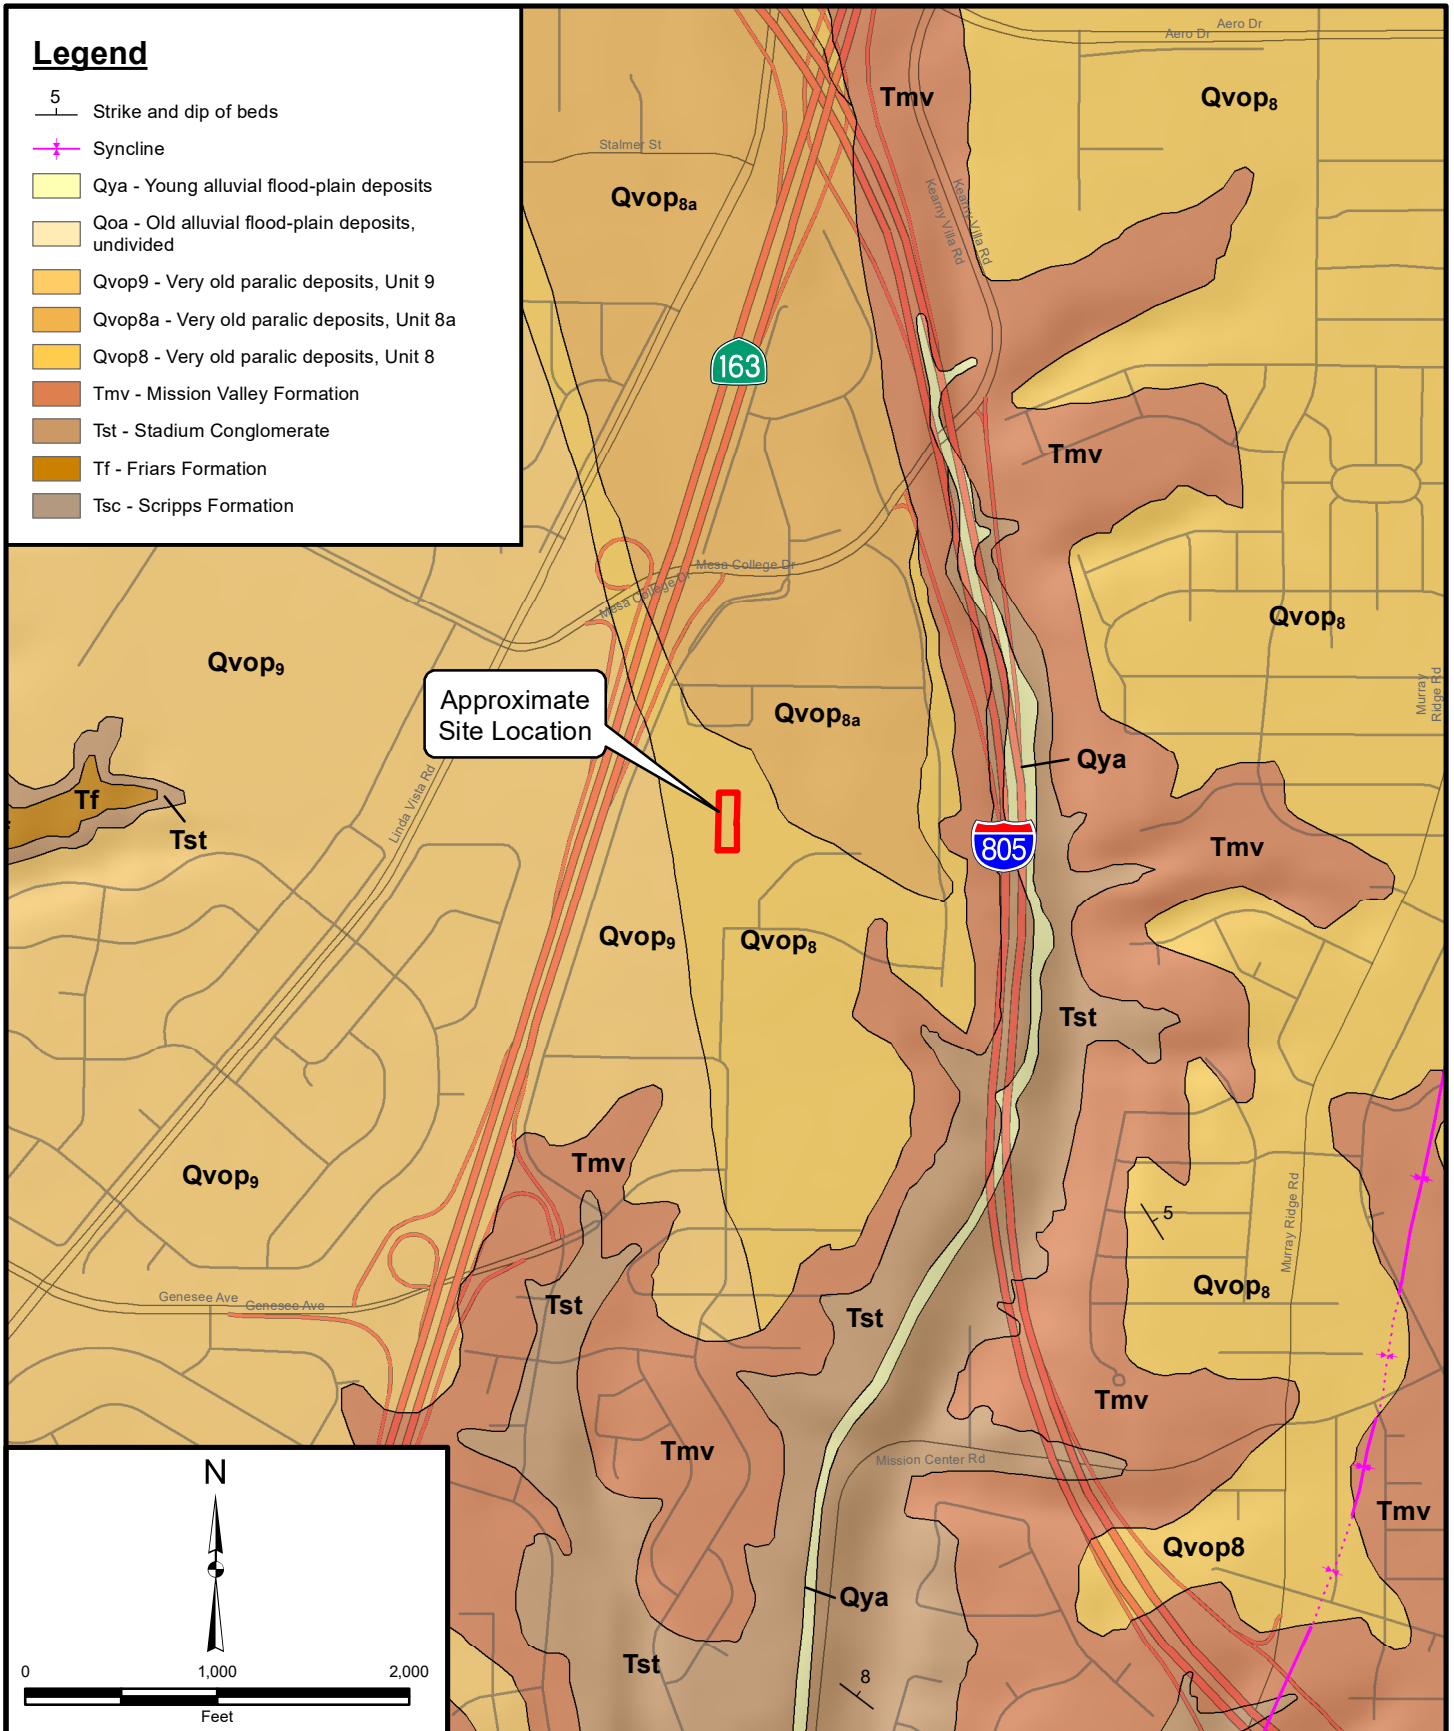 Legend
5
Strike and dip of beds
Syncline
Qya - Young alluvial flood-plain deposits
Qoa - Old alluvial flood-plain deposits,
undivided
Qvop9 - Very old paralic deposits, Unit 9
Qvop8a - Very old paralic deposits, Unit 8a
Qvop8 - Very old paralic deposits, Unit 8
Tmv - Mission Valley Formation
Tst - Stadium Conglomerate
Tf - Friars Formation
Tsc - Scripps Formation
Aero Dr
Aero Dr
Tmv
Qvop8
Stalmer St
Qvop8a
Kearny Villa Rd
Kearny Villa Rd
163
Tmv
Mesa College Dr
Mesa College Dr
Qvop8
Qvop9
Murray
Ridge Rd
Approximate
Site Location
Qvop8a
Qya
Linda Vista Rd
Tf
Tst
805
Tmv
Qvop9
Qvop8
Tst
Tmv
Qvop9
Murray Ridge Rd
5
Qvop8
Genesee Ave
Genesee Ave
Tst
Tst
Tmv
Tmv
Mission Center Rd
Tmv
Qvop8
Qya
Tst
8
N
0
1,000
2,000
Feet